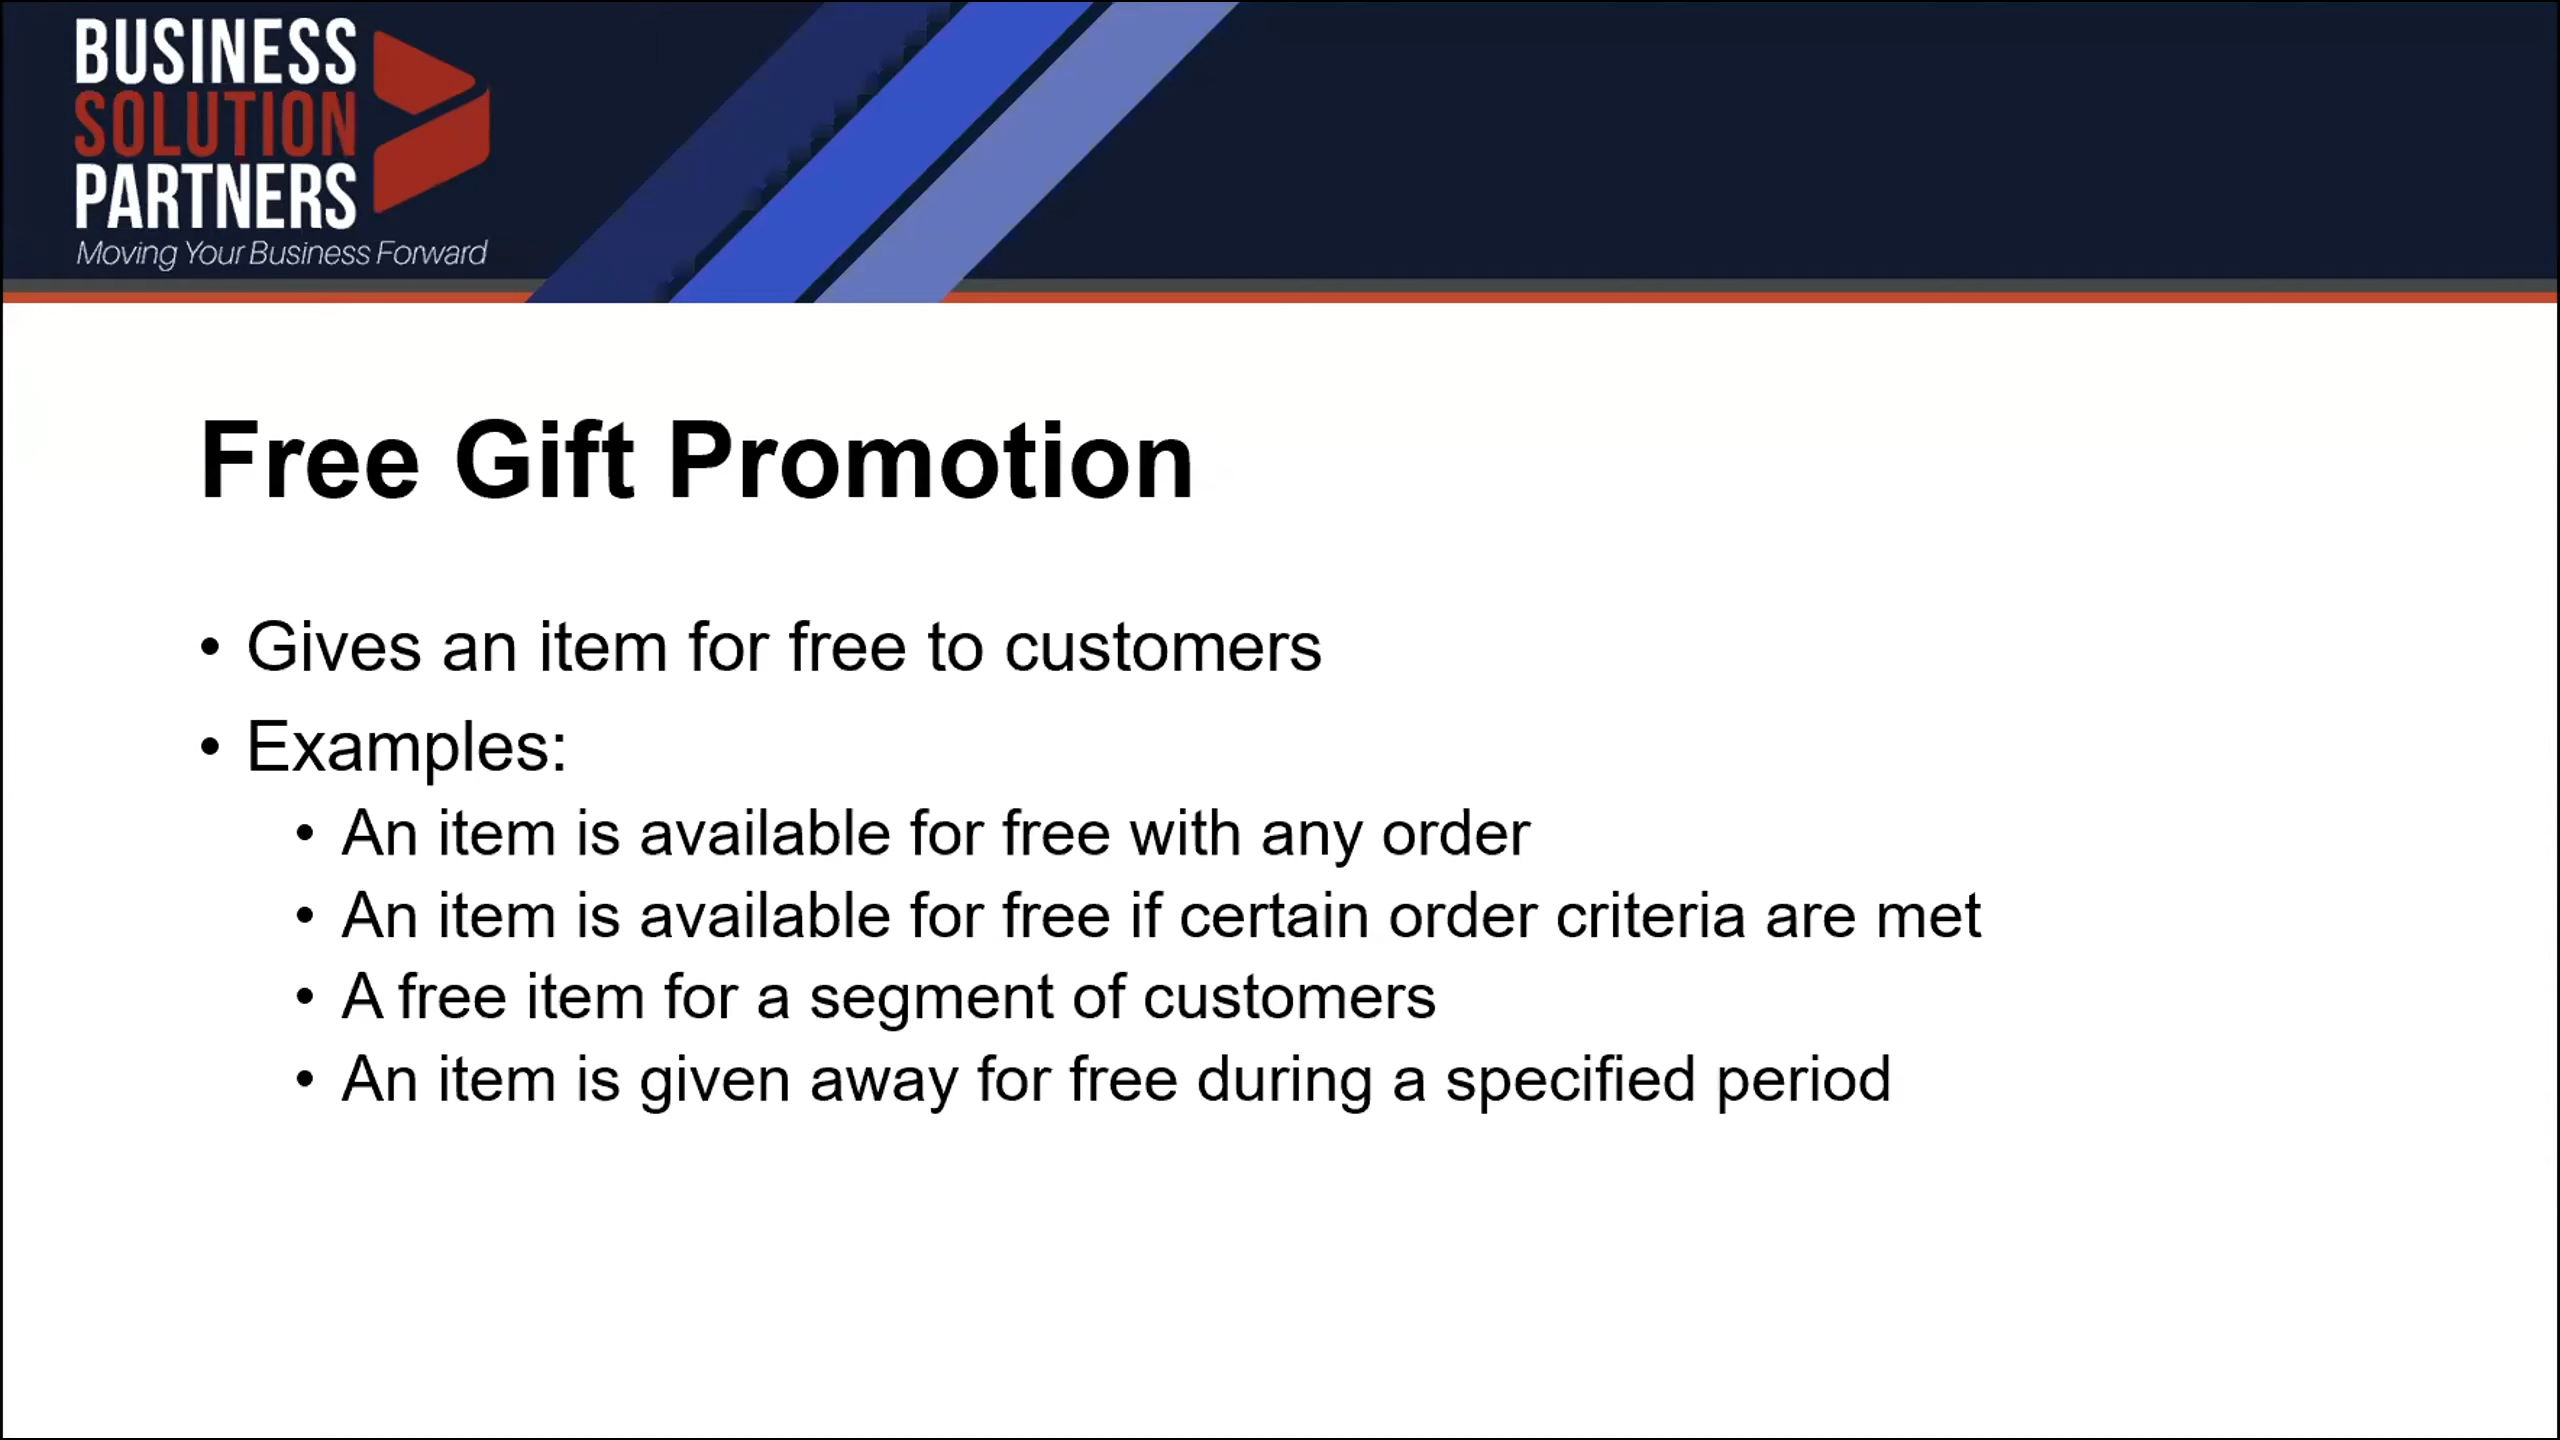 BUSINESS
SOLUTION
PARTNERS
Moving Your Business Forward
Free Gift Promotion
• Gives an item for free to customers
• Examples:
• An item is available for free with any order
• An item is available for free if certain order criteria are met
• A free item for a segment of customers
• An item is given away for free during a specified period